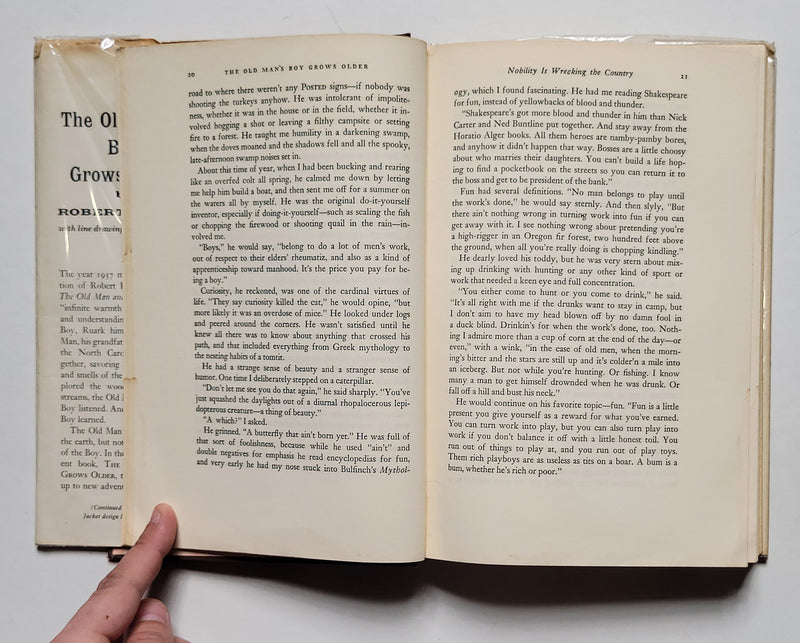 The Ol
B
Grows
ROBERT
with line drawing
The year 1957 m
tion of Robert
The Old Man an
"infinite warmth
and understandin
Boy, Ruark him
Man, his grandfat
the North Car
gether, savoring
and smells of the
plored the woo
streams, the Old
Boy listened. And
Boy learned.
The Old Man
the earth, but not
of the Boy. In the
ent book, THE
GROWS OLDER, t
up to new adven
(Continued
Jacket design
20 THE OLD MAN'S BOY GROWS OLDER
road to where there weren't any POSTED signs—if nobody was
shooting the turkeys anyhow. He was intolerant of impolite-
ness, whether it was in the house or in the field, whether it in-
volved hogging a shot or leaving a filthy campsite or setting
fire to a forest. He taught me humility in a darkening swamp,
when the doves moaned and the shadows fell and all the spooky,
late-afternoon swamp noises set in.
About this time of year, when I had been bucking and rearing
like an overfed colt all spring, he calmed me down by letting
me help him build a boat, and then sent me off for a summer on
the waters all by myself. He was the original do-it-yourself
inventor, especially if doing-it-yourself—such as scaling the fish
or chopping the firewood or shooting quail in the rain—in-
volved me.
"Boys," he would say, "belong to do a lot of men's work,
out of respect to their elders' rheumatiz, and also as a kind of
apprenticeship toward manhood. It's the price you pay for be-
ing a boy."
Curiosity, he reckoned, was one of the cardinal virtues of
life. "They say curiosity killed the cat," he would opine, "but
more likely it was an overdose of mice." He looked under logs
and peered around the corners. He wasn't satisfied until he
knew all there was to know about anything that crossed his
path, and that included everything from Greek mythology to
the nesting habits of a tomtit.
He had a strange sense of beauty and a stranger sense of
humor. One time I deliberately stepped on a caterpillar.
"Don't let me see you do that again," he said sharply. "You've
just squashed the daylights out of a diurnal rhopalocerous lepi-
dopterous creature—a thing of beauty."
"A which?" I asked.
He grinned. "A butterfly that ain't born yet." He was full of
that sort of foolishness, because while he used "ain't" and
double negatives for emphasis he read encyclopedias for fun,
and very early he had my nose stuck into Bulfinch's Mythol-
Nobility Is Wrecking the Country 21
ogy, which I found fascinating. He had me reading Shakespeare
for fun, instead of yellowbacks of blood and thunder.
"Shakespeare's got more blood and thunder in him than Nick
Carter and Ned Buntline put together. And stay away from the
Horatio Alger books. All them heroes are namby-pamby bores,
and anyhow it didn't happen that way. Bosses are a little choosy
about who marries their daughters. You can't build a life hop-
ing to find a pocketbook on the streets so you can return it to
the boss and get to be president of the bank."
Fun had several definitions. "No man belongs to play until
the work's done," he would say sternly. And then slyly, "But
there ain't nothing wrong in turning work into fun if you can
get away with it. I see nothing wrong about pretending you're
a high-rigger in an Oregon fir forest, two hundred feet above
the ground, when all you're really doing is chopping kindling."
He dearly loved his toddy, but he was very stern about mix-
ing up drinking with hunting or any other kind of sport or
work that needed a keen eye and full concentration.
"You either come to hunt or you come to drink," he said.
"It's all right with me if the drunks want to stay in camp, but
I don't aim to have my head blown off by no damn fool in
a duck blind. Drinkin's for when the work's done, too. Noth-
ing I admire more than a cup of corn at the end of the day—or
even," with a wink, "in the case of old men, when the morn-
ing's bitter and the stars are still up and it's colder'n a mile into
an iceberg. But not while you're hunting. Or fishing. I know
many a man to get himself drownded when he was drunk. Or
fall off a hill and bust his neck."
He would continue on his favorite topic—fun. "Fun is a little
present you give yourself as a reward for what you've earned.
You can turn work into play, but you can also turn play into
work if you don't balance it off with a little honest toil. You
run out of things to play at, and you run out of play toys.
Them rich playboys are as useless as tits on a boar. A bum is a
bum, whether he's rich or poor."